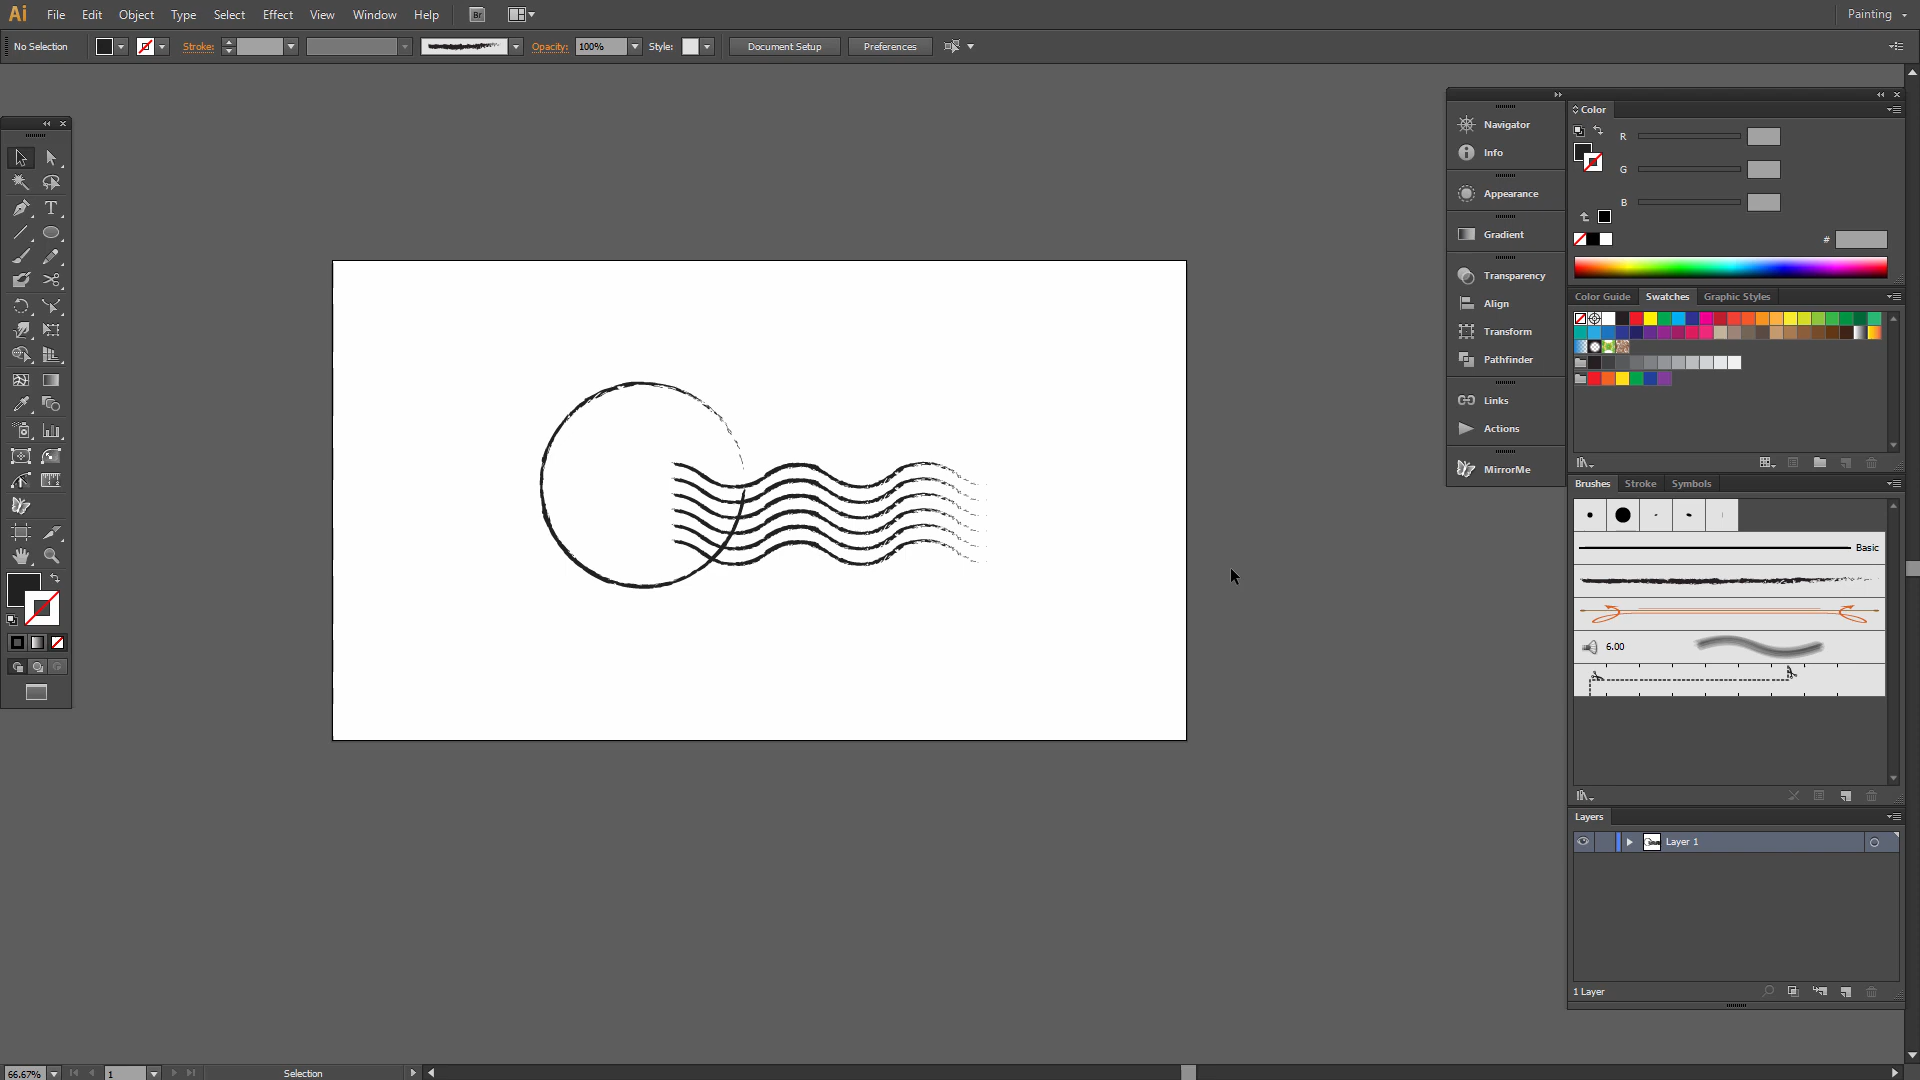 Ai File Edit Object Type Select Effect View Window Help Br Painting
No Selection Stroke: Opacity: 100% Style: Document Setup Preferences
Navigator
Info
Appearance
Gradient
Transparency
Align
Transform
Pathfinder
Links
Actions
MirrorMe
Color
R
G
B
#
Color Guide Swatches Graphic Styles
Brushes Stroke Symbols
Basic
6.00
Layers
Layer 1
1 Layer
66.67% 1 Selection